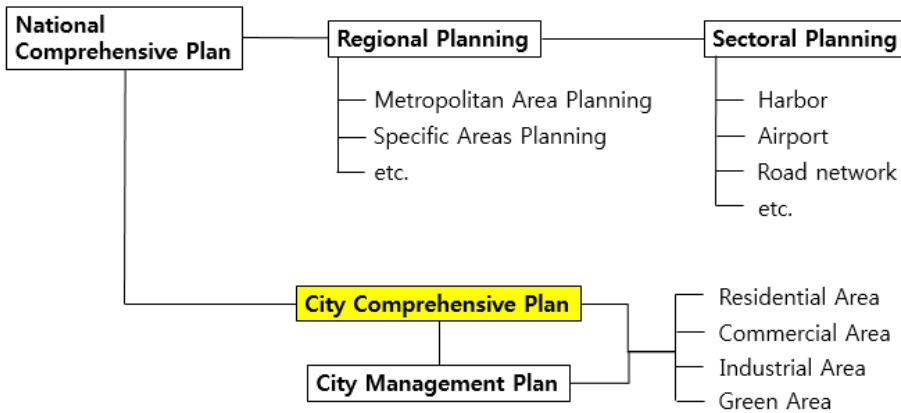 National
Comprehensive Plan
Regional Planning
Metropolitan Area Planning
Specific Areas Planning
etc.
Sectoral Planning
Harbor
Airport
Road network
etc.
City Comprehensive Plan
City Management Plan
Residential Area
Commercial Area
Industrial Area
Green Area